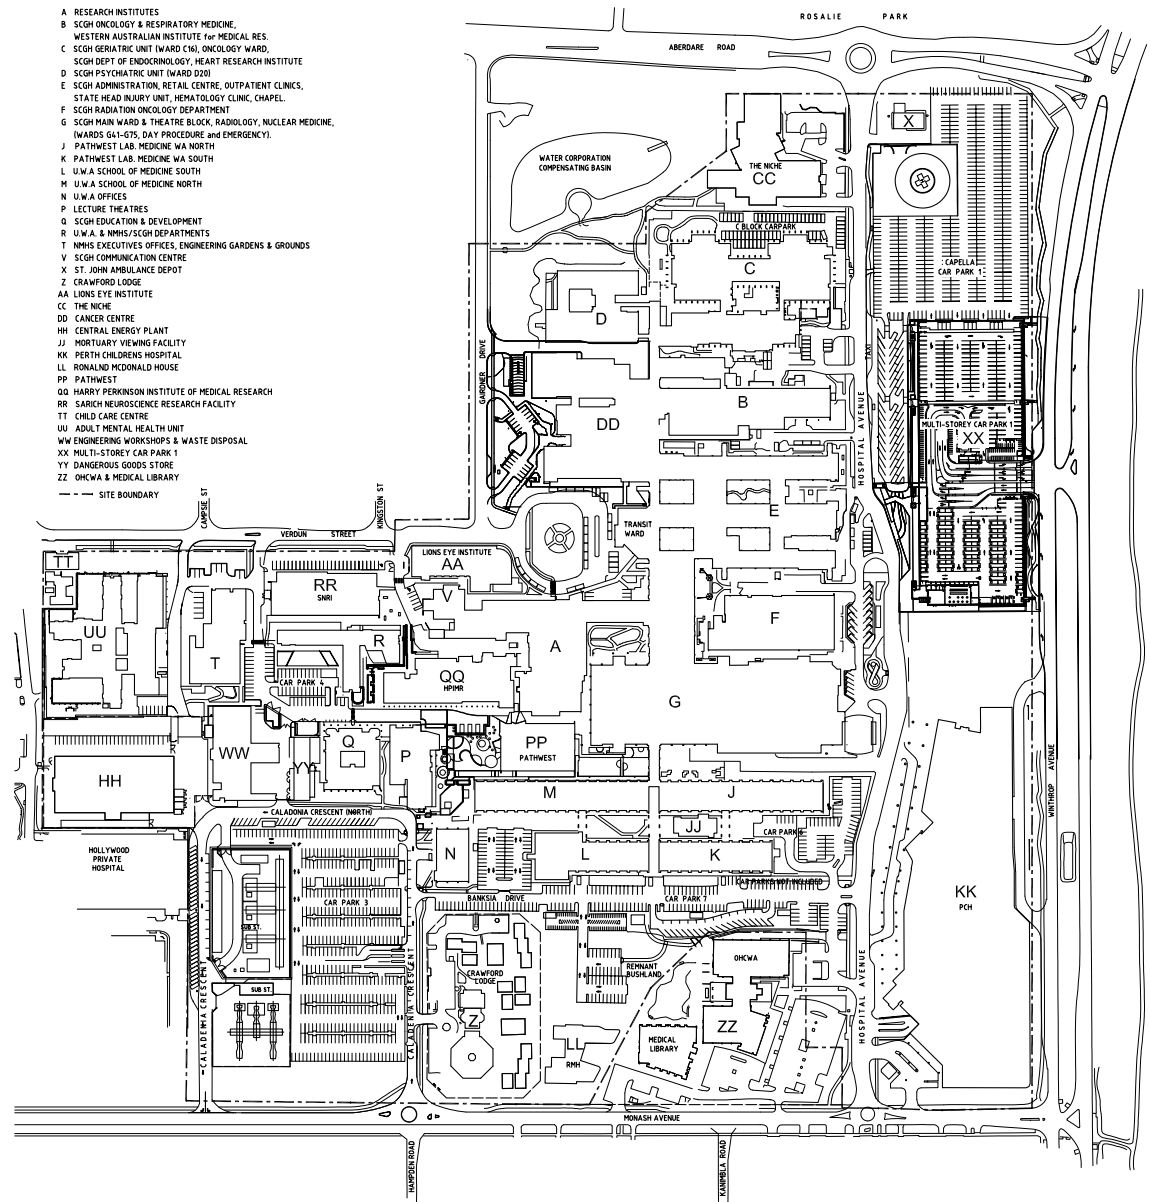 A RESEARCH INSTITUTES
B SCGH ONCOLOGY & RESPIRATORY MEDICINE,
WESTERN AUSTRALIAN INSTITUTE for MEDICAL RES.
C SCGH GERIATRIC UNIT (WARD C16), ONCOLOGY WARD,
SCGH DEPT OF ENDOCRINOLOGY, HEART RESEARCH INSTITUTE
D SCGH PSYCHIATRIC UNIT (WARD D20)
E SCGH ADMINISTRATION, RETAIL CENTRE, OUTPATIENT CLINICS,
STATE HEAD INJURY UNIT, HEMATOLOGY CLINIC, CHAPEL.
F SCGH RADIATION ONCOLOGY DEPARTMENT
G SCGH MAIN WARD & THEATRE BLOCK, RADIOLOGY, NUCLEAR MEDICINE,
(WARDS G41-G75, DAY PROCEDURE and EMERGENCY).
J PATHWEST LAB. MEDICINE WA NORTH
K PATHWEST LAB. MEDICINE WA SOUTH
L U.W.A SCHOOL OF MEDICINE SOUTH
M U.W.A SCHOOL OF MEDICINE NORTH
N U.W.A OFFICES
P LECTURE THEATRES
Q SCGH EDUCATION & DEVELOPMENT
R U.W.A. & NMHS/SCGH DEPARTMENTS
T NMHS EXECUTIVES OFFICES, ENGINEERING GARDENS & GROUNDS
V SCGH COMMUNICATION CENTRE
X ST. JOHN AMBULANCE DEPOT
Z CRAWFORD LODGE
AA LIONS EYE INSTITUTE
CC THE NICHE
DD CANCER CENTRE
HH CENTRAL ENERGY PLANT
JJ MORTUARY VIEWING FACILITY
KK PERTH CHILDRENS HOSPITAL
LL RONALND MCDONALD HOUSE
PP PATHWEST
QQ HARRY PERKINSON INSTITUTE OF MEDICAL RESEARCH
RR SARICH NEUROSCIENCE RESEARCH FACILITY
TT CHILD CARE CENTRE
UU ADULT MENTAL HEALTH UNIT
WW ENGINEERING WORKSHOPS & WASTE DISPOSAL
XX MULTI-STOREY CAR PARK 1
YY DANGEROUS GOODS STORE
ZZ OHCWA & MEDICAL LIBRARY
SITE BOUNDARY
ROSALIE PARK
ABERDARE ROAD
X
WATER CORPORATION
COMPENSATING BASIN
THE NICHE
CC
C BLOCK CARPARK
C
CAPELLA
CAR PARK 1
D
GAIRDNER DRIVE
TAXI
B
DD
HOSPITAL AVENUE
MULTI-STOREY CAR PARK 1
XX
CAMPSIE ST
KINGSTON ST
E
TRANSIT
WARD
VERDUN STREET
TT
LIONS EYE INSTITUTE
AA
RR
SNRI
V
F
UU
R
T
A
CAR PARK 4
QQ
HPIMR
G
WW
Q
P
PP
PATHWEST
YY
HH
M
J
WINTHROP AVENUE
CALADONIA CRESCENT (NORTH)
JJ
CAR PARK 6
HOLLYWOOD
PRIVATE
HOSPITAL
N
L
K
CAR PARKS NOT INCLUDED
KK
PCH
CAR PARK 3
BANKSIA DRIVE
CAR PARK 7
SUB ST.
OHCWA
CRAWFORD
LODGE
REMNANT
BUSHLAND
CALADENIA CRESCENT
CALADENIA CRESCENT
HOSPITAL AVENUE
SUB ST.
Z
ZZ
MEDICAL
LIBRARY
RMH
MONASH AVENUE
HAMPDEN ROAD
KANIMBLA ROAD